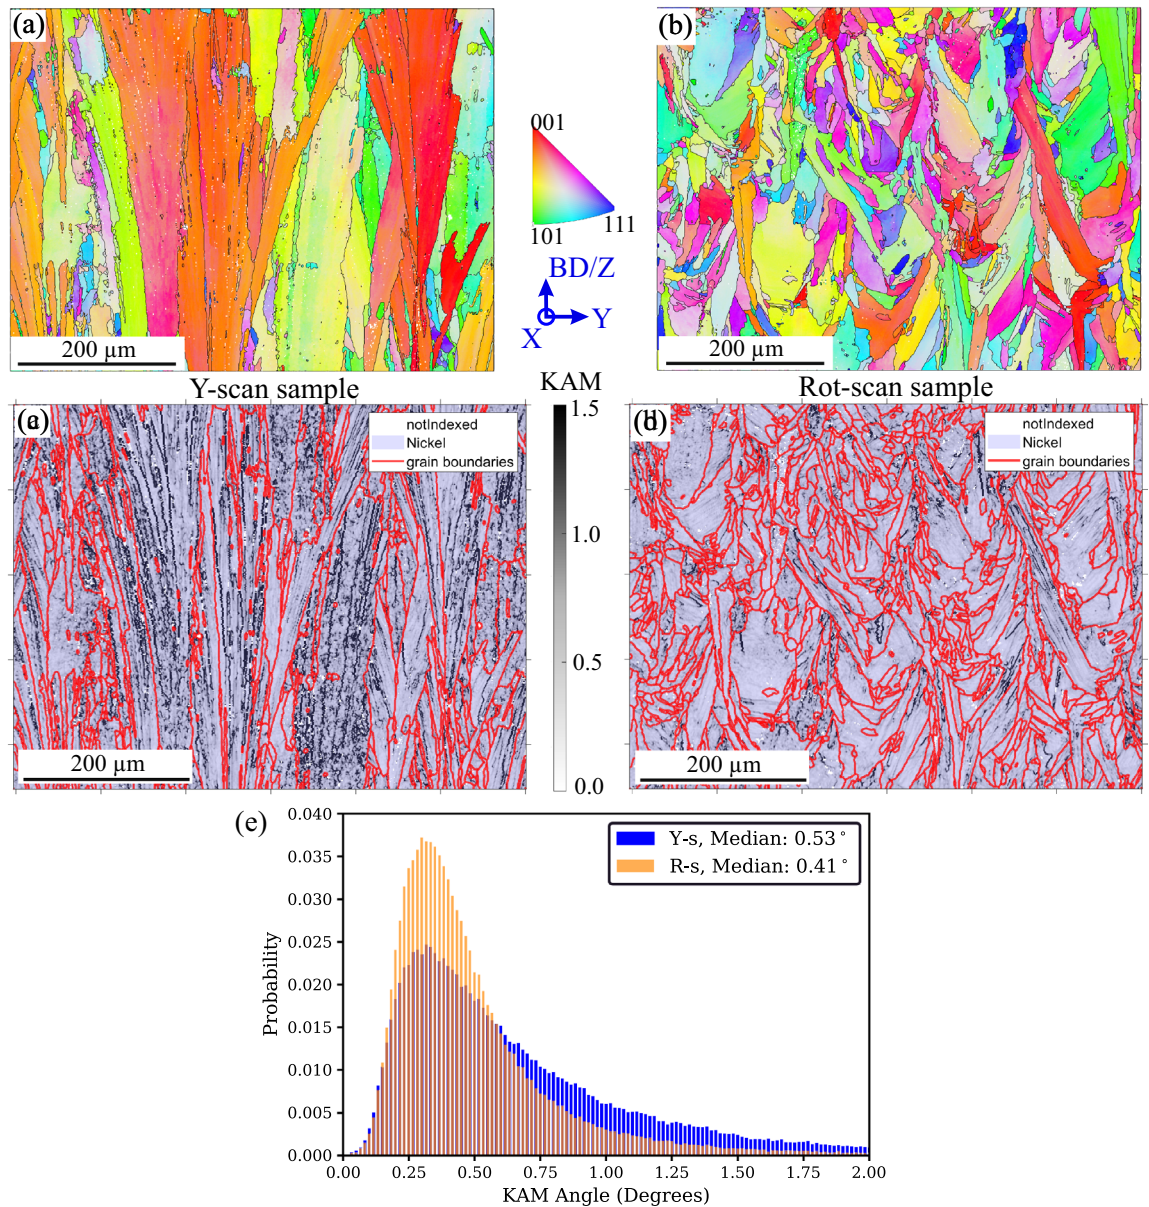 (a)
(b)
001
101
111
BD/Z
Y
X
200 µm
200 µm
Y-scan sample
KAM
Rot-scan sample
(c)
notIndexed
Nickel
grain boundaries
200 µm
1.5
1.0
0.5
0.0
(d)
notIndexed
Nickel
grain boundaries
200 µm
(e)
Y-s, Median: 0.53°
R-s, Median: 0.41°
Probability
0.040
0.035
0.030
0.025
0.020
0.015
0.010
0.005
0.000
0.00 0.25 0.50 0.75 1.00 1.25 1.50 1.75 2.00
KAM Angle (Degrees)